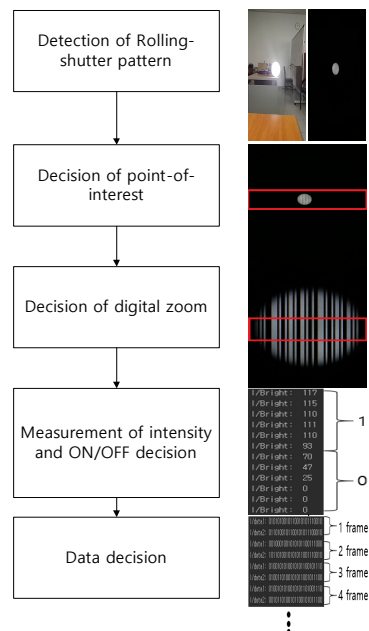 Detection of Rolling-
shutter pattern
Decision of point-of-
interest
Decision of digital zoom
Measurement of intensity
and ON/OFF decision
I/Bright: 117
I/Bright: 115
I/Bright: 110
I/Bright: 111
I/Bright: 110
I/Bright: 93
I/Bright: 70
I/Bright: 47
I/Bright: 25
I/Bright: 0
I/Bright: 0
I/Bright: 0
1
0
Data decision
1 frame
2 frame
3 frame
4 frame